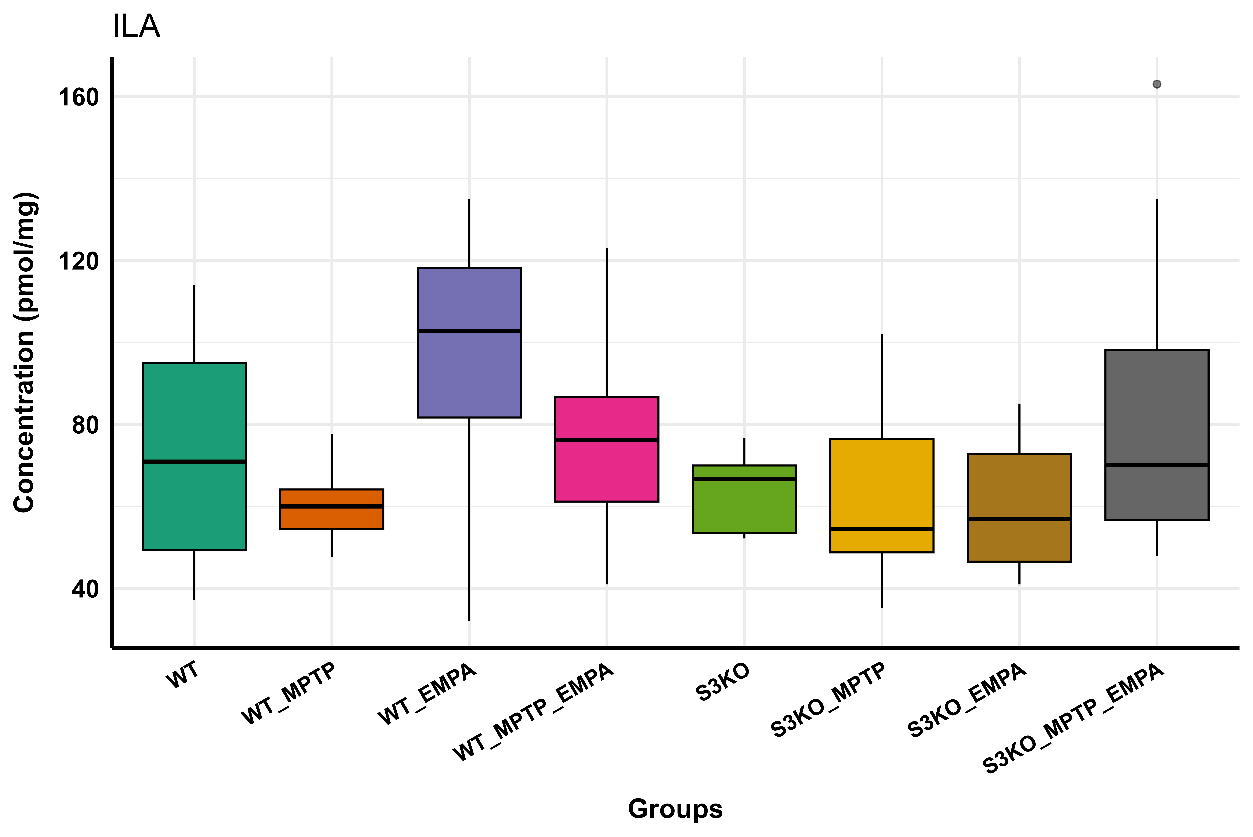 ILA
Concentration (pmol/mg)
160
120
80
40
WT
WT_MPTP
WT_EMPA
WT_MPTP_EMPA
S3KO
S3KO_MPTP
S3KO_EMPA
S3KO_MPTP_EMPA
Groups